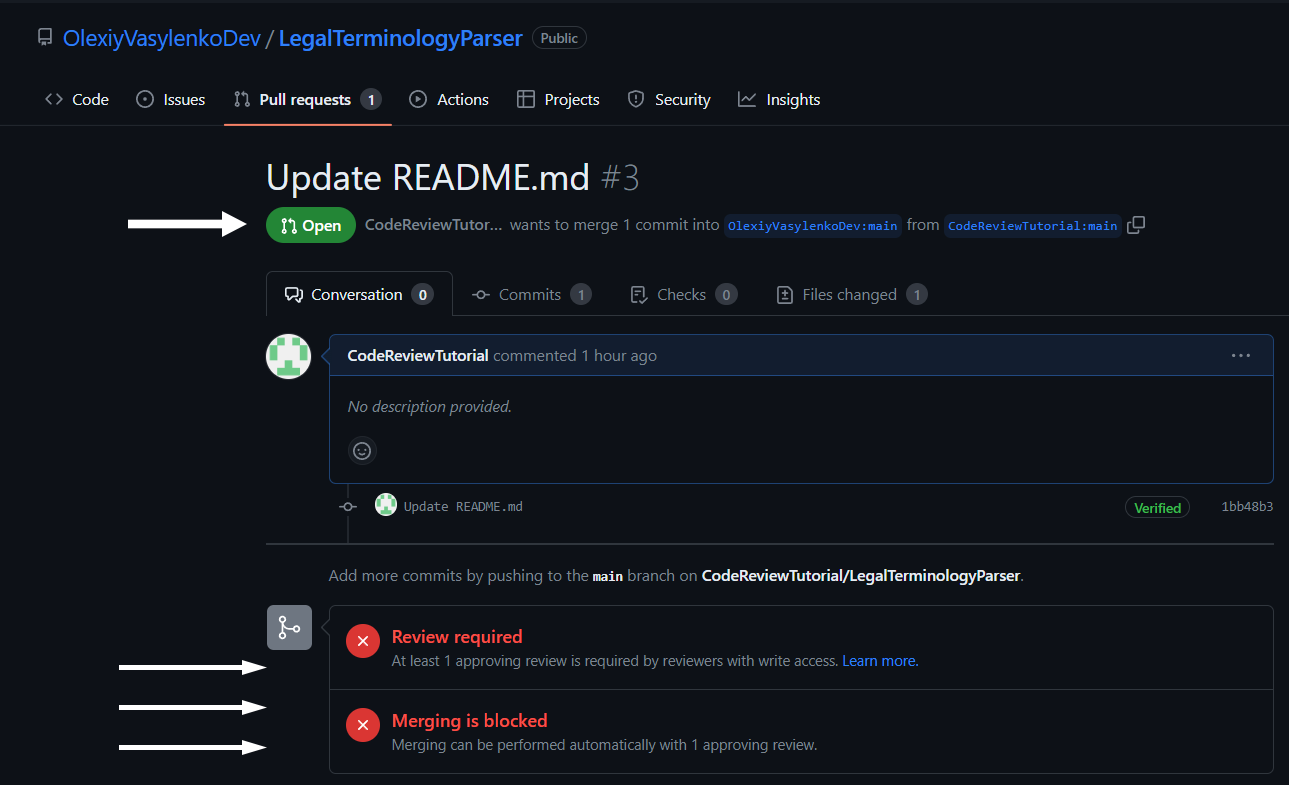 OlexiyVasylenkoDev / LegalTerminologyParser Public
Code Issues Pull requests 1 Actions Projects Security Insights
Update README.md #3
Open CodeReviewTutor... wants to merge 1 commit into OlexiyVasylenkoDev:main from CodeReviewTutorial:main
Conversation 0 Commits 1 Checks 0 Files changed 1
CodeReviewTutorial commented 1 hour ago
No description provided.
Update README.md Verified 1bb48b3
Add more commits by pushing to the main branch on CodeReviewTutorial/LegalTerminologyParser.
Review required
At least 1 approving review is required by reviewers with write access. Learn more.
Merging is blocked
Merging can be performed automatically with 1 approving review.